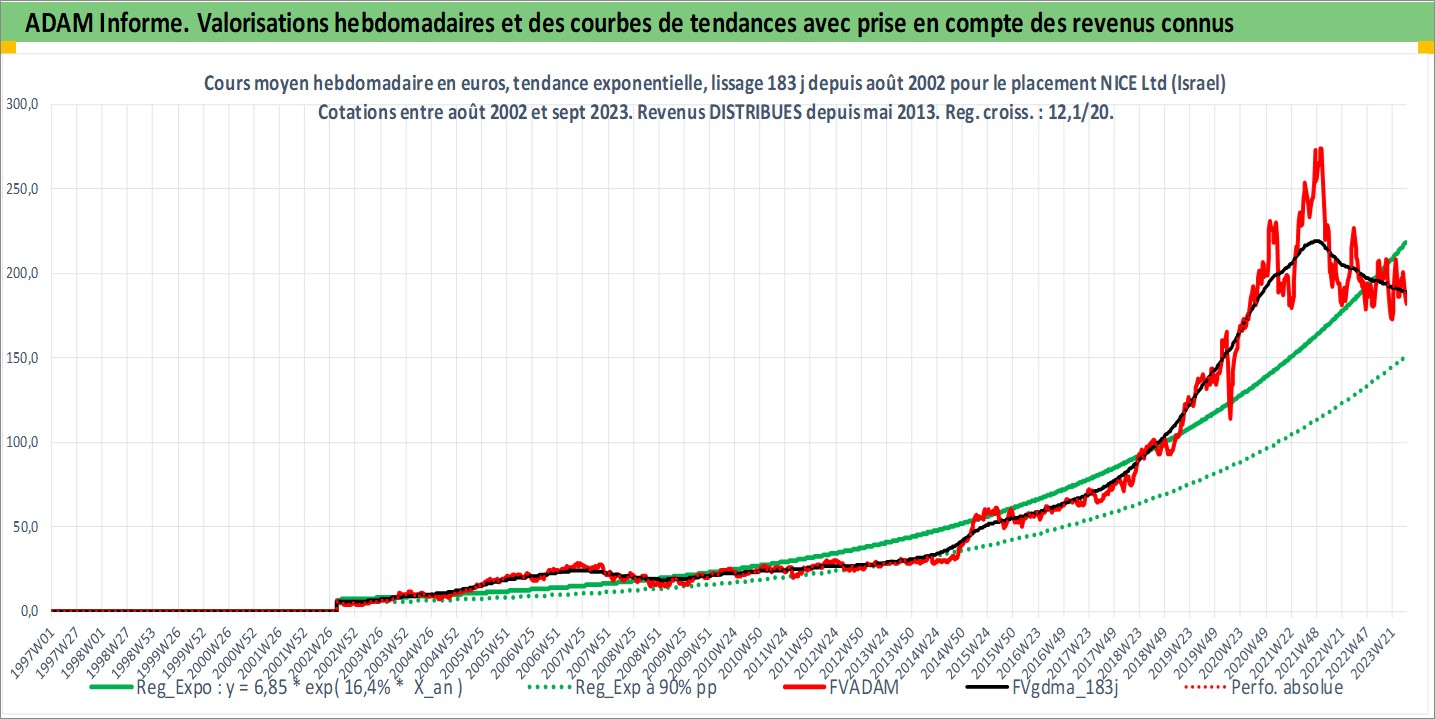 ADAM Informe. Valorisations hebdomadaires et des courbes de tendances avec prise en compte des revenus connus
Cours moyen hebdomadaire en euros, tendance exponentielle, lissage 183 j depuis août 2002 pour le placement NICE Ltd (Israel)
Cotations entre août 2002 et sept 2023. Revenus DISTRIBUES depuis mai 2013. Reg. croiss. : 12,1/20.
300,0
250,0
200,0
150,0
100,0
50,0
0,0
1997W01 1997W27 1998W01 1998W27 1998W53 1999W26 1999W52 2000W26 2000W52 2001W26 2001W52 2002W26 2002W52 2003W26 2003W52 2004W26 2004W52 2005W25 2005W51 2006W25 2006W51 2007W25 2007W51 2008W25 2008W51 2009W25 2009W51 2010W24 2010W50 2011W24 2011W50 2012W24 2012W50 2013W24 2013W50 2014W24 2014W50 2015W24 2015W50 2016W23 2016W49 2017W23 2017W49 2018W23 2018W49 2019W23 2019W49 2020W23 2020W49 2021W22 2021W48 2022W21 2022W47 2023W21
Reg_Expo : y = 6,85 * exp( 16,4% * X_an ) Reg_Exp à 90% pp FVADAM FVgdma_183j Perfo. absolue